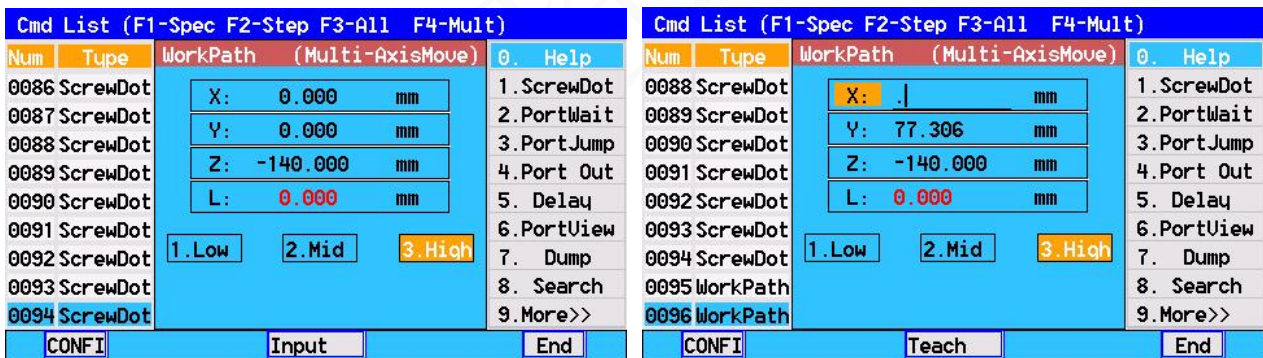 Cmd List (F1-Spec F2-Step F3-All F4-Mult)
Num Type WorkPath (Multi-AxisMove) 0. Help
0086 ScrewDot
0087 ScrewDot
0088 ScrewDot
0089 ScrewDot
0090 ScrewDot
0091 ScrewDot
0092 ScrewDot
0093 ScrewDot
0094 ScrewDot
X: 0.000 mm
Y: 0.000 mm
Z: -140.000 mm
L: 0.000 mm
1.Low 2.Mid 3.High
1.ScrewDot
2.PortWait
3.PortJump
4.Port Out
5. Delay
6.PortView
7. Dump
8. Search
9.More>>
CONFI Input End
Cmd List (F1-Spec F2-Step F3-All F4-Mult)
Num Type WorkPath (Multi-AxisMove) 0. Help
0088 ScrewDot
0089 ScrewDot
0090 ScrewDot
0091 ScrewDot
0092 ScrewDot
0093 ScrewDot
0094 ScrewDot
0095 WorkPath
0096 WorkPath
X: . mm
Y: 77.306 mm
Z: -140.000 mm
L: 0.000 mm
1.Low 2.Mid 3.High
1.ScrewDot
2.PortWait
3.PortJump
4.Port Out
5. Delay
6.PortView
7. Dump
8. Search
9.More>>
CONFI Teach End